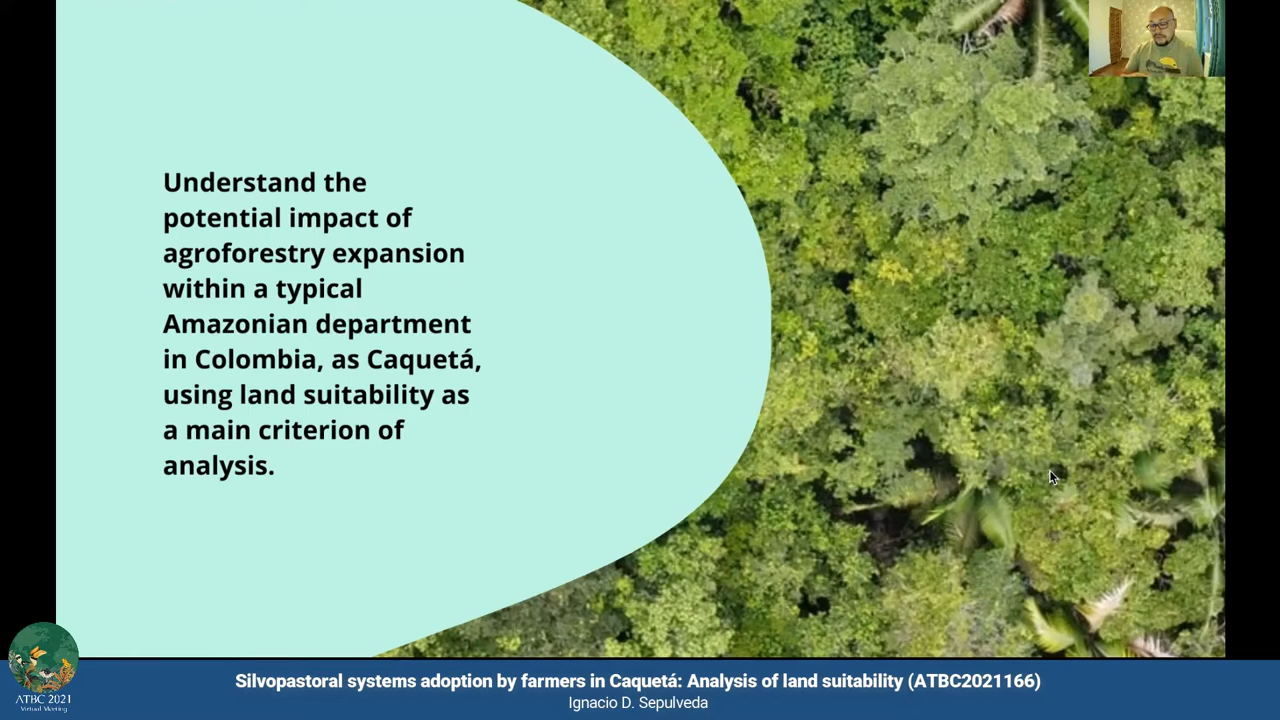 Understand the
potential impact of
agroforestry expansion
within a typical
Amazonian department
in Colombia, as Caquetá,
using land suitability as
a main criterion of
analysis.
Silvopastoral systems adoption by farmers in Caquetá: Analysis of land suitability (ATBC2021166)
Ignacio D. Sepulveda
ATBC 2021
Virtual Meeting